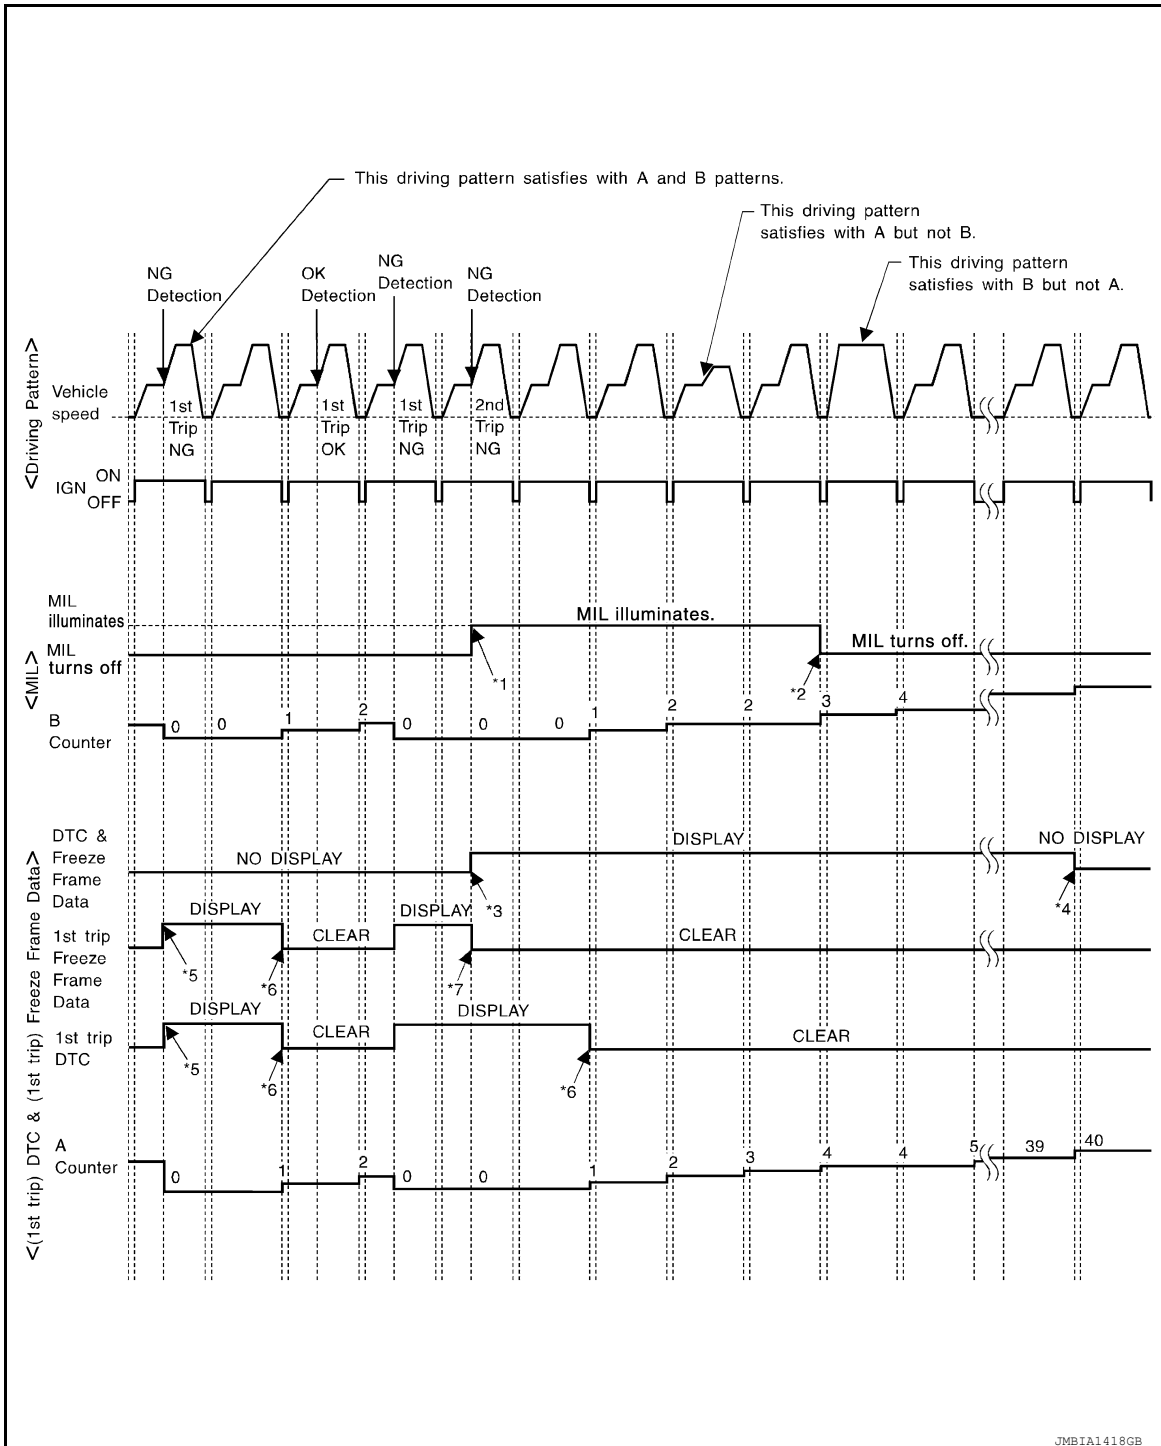 This driving pattern satisfies with A and B patterns.
This driving pattern
satisfies with A but not B.
This driving pattern
satisfies with B but not A.
NG
Detection
OK
Detection
NG
Detection
NG
Detection
<Driving Pattern>
Vehicle
speed
1st
Trip
NG
1st
Trip
OK
1st
Trip
NG
2nd
Trip
NG
IGN ON
OFF
<MIL>
MIL
illuminates
MIL illuminates.
MIL
turns off
MIL turns off.
*1
*2
B
Counter
0 0 1 2 0 0 0 1 2 2 3 4
<(1st trip) DTC & (1st trip) Freeze Frame Data>
DTC &
Freeze
Frame
Data
NO DISPLAY
DISPLAY
NO DISPLAY
*3
*4
1st trip
Freeze
Frame
Data
DISPLAY
CLEAR
DISPLAY
CLEAR
*5
*6
*7
1st trip
DTC
DISPLAY
CLEAR
DISPLAY
CLEAR
*5
*6
*6
A
Counter
0 1 2 0 0 1 2 3 4 4 5 39 40
JMBIA1418GB